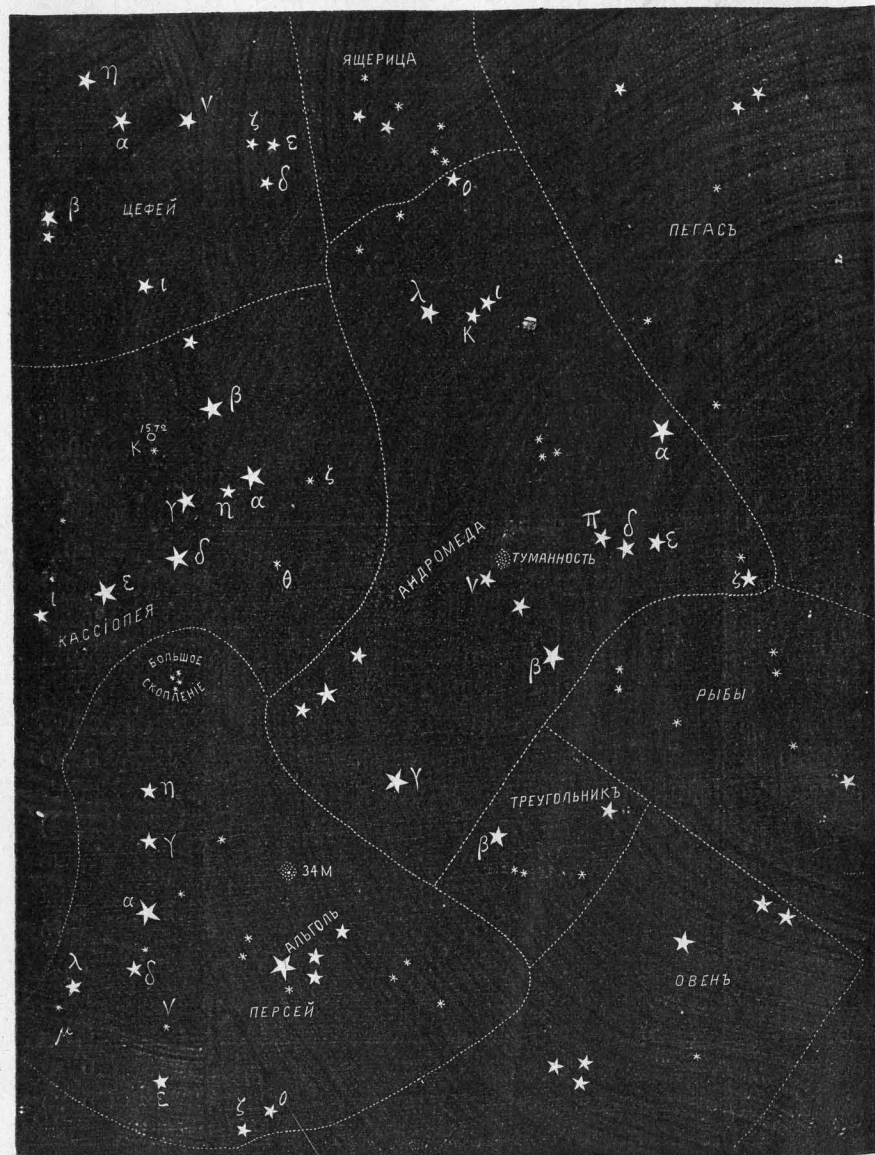 ЯЩЕРИЦА
η
α
ν
ζ
ε
δ
β
ЦЕФЕЙ
ι
ο
ПЕГАСЪ
λ
κ
ι
β
1572
К
γ
η
α
ζ
δ
θ
ε
ι
КАССІОПЕЯ
α
АНДРОМЕДА
π
δ
ε
ТУМАННОСТЬ
ν
ζ
β
γ
БОЛЬШОЕ
СКОПЛЕНІЕ
РЫБЫ
ТРЕУГОЛЬНИКЪ
β
η
γ
34 М
α
АЛЬГОЛЬ
δ
λ
μ
ν
ПЕРСЕЙ
ОВЕНЪ
ε
ζ
ο